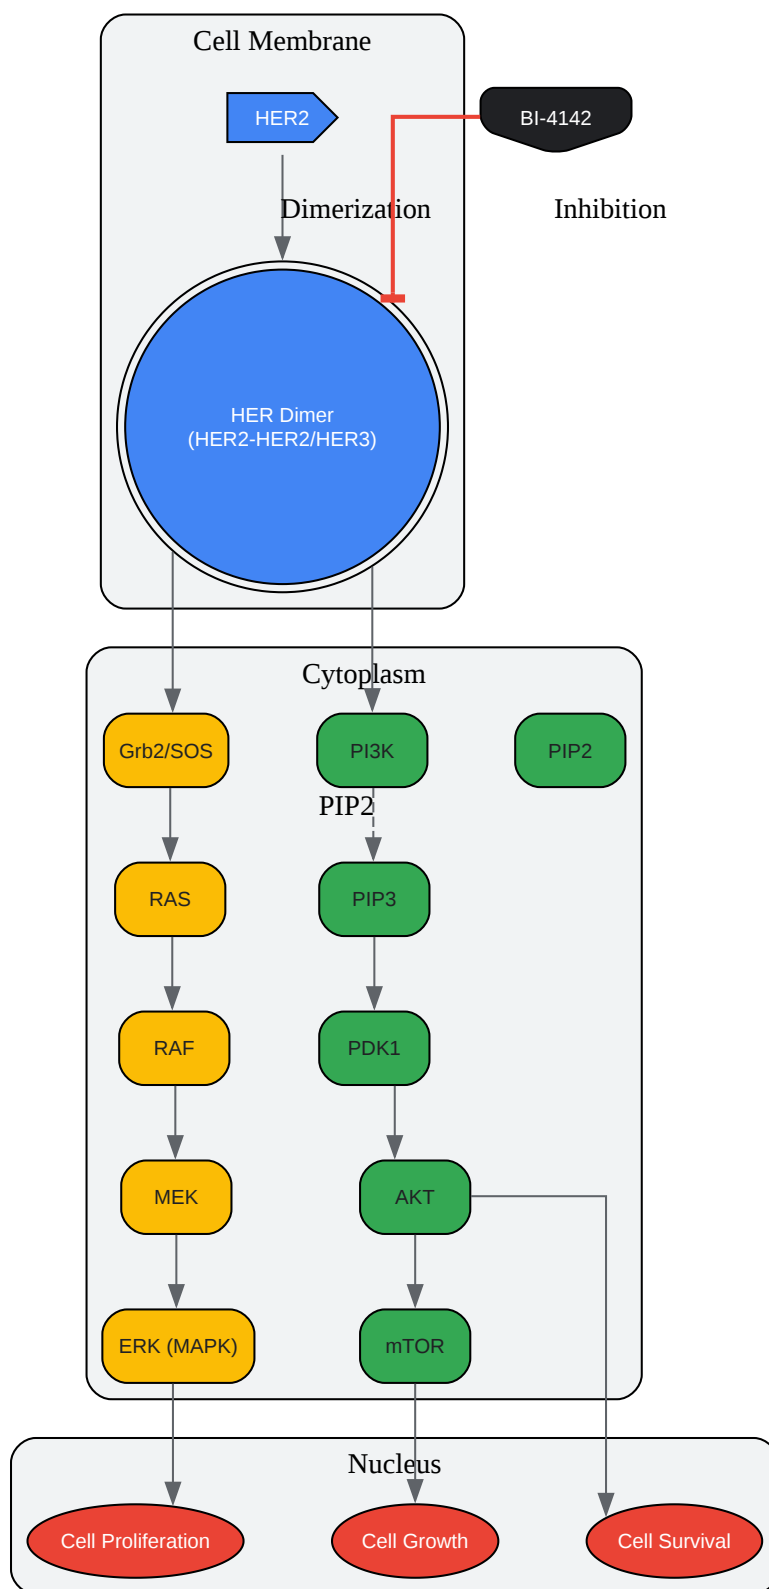 Cell Membrane
HER2
BI-4142
Dimerization
Inhibition
HER Dimer
(HER2-HER2/HER3)
Cytoplasm
Grb2/SOS
PI3K
PIP2
PIP2
RAS
PIP3
RAF
PDK1
MEK
AKT
ERK (MAPK)
mTOR
Nucleus
Cell Proliferation
Cell Growth
Cell Survival